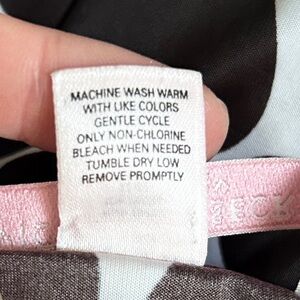 MACHINE WASH WARM
WITH LIKE COLORS
GENTLE CYCLE
ONLY NON-CHLORINE
BLEACH WHEN NEEDED
TUMBLE DRY LOW
REMOVE PROMPTLY